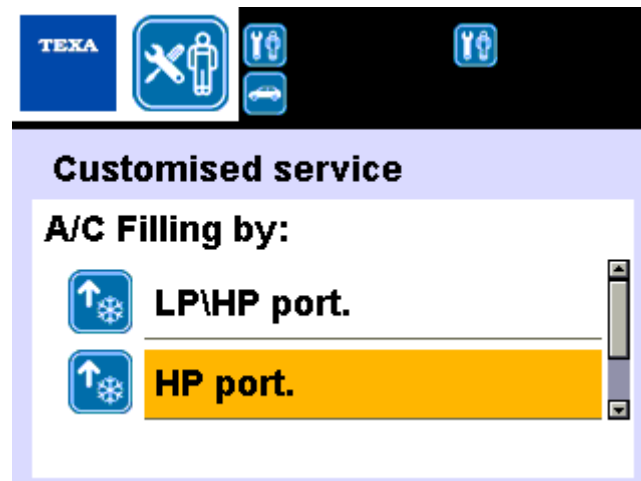 TEXA
Customised service
A/C Filling by:
LP\HP port.
HP port.